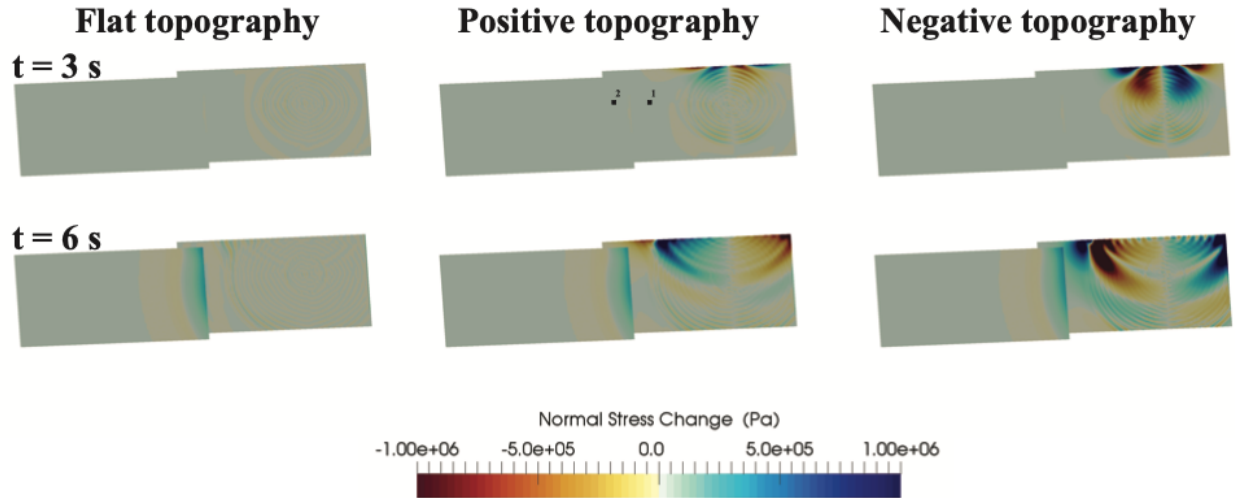 Flat topography Positive topography Negative topography
t = 3 s
2 1
t = 6 s
Normal Stress Change (Pa)
-1.00e+06 -5.0e+05 0.0 5.0e+05 1.00e+06